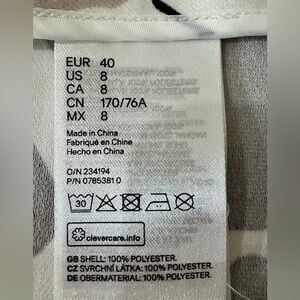 EUR 40
US 8
CA 8
CN 170/76A
MX 8
Made in China
Fabriqué en Chine
Hecho en China
O/N 234194
P/N 0785381 0
30
clevercare.info
GB SHELL: 100% POLYESTER.
CZ SVRCHNÍ LÁTKA: 100% POLYESTER.
DE OBERMATERIAL: 100% POLYESTER.